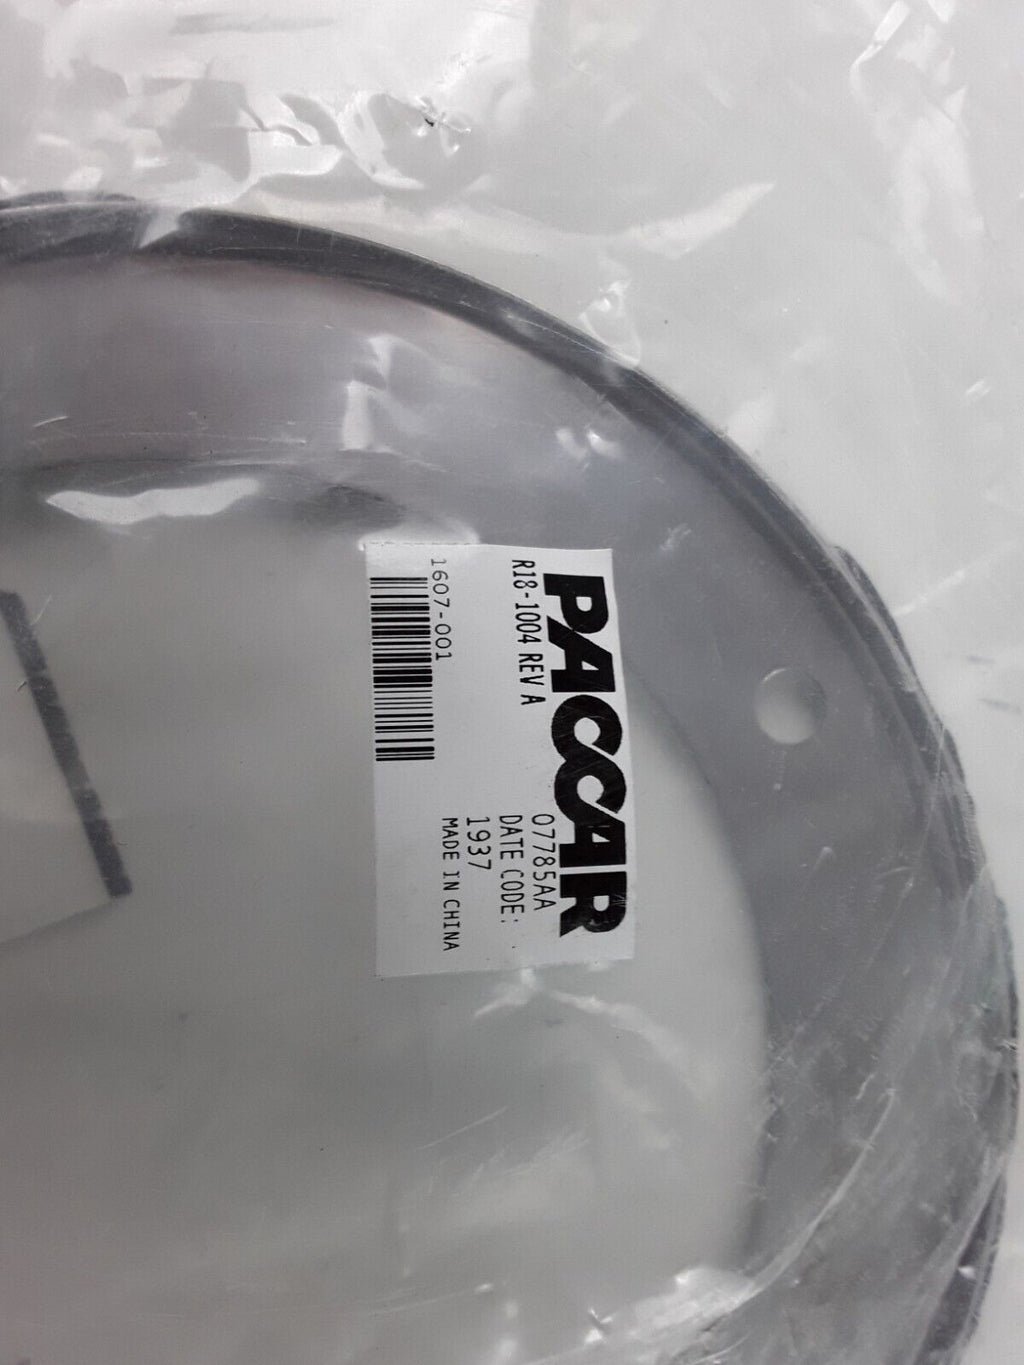 PACCAR
R18-1004 REV A
07785AA
DATE CODE:
1937
MADE IN CHINA
1607-001